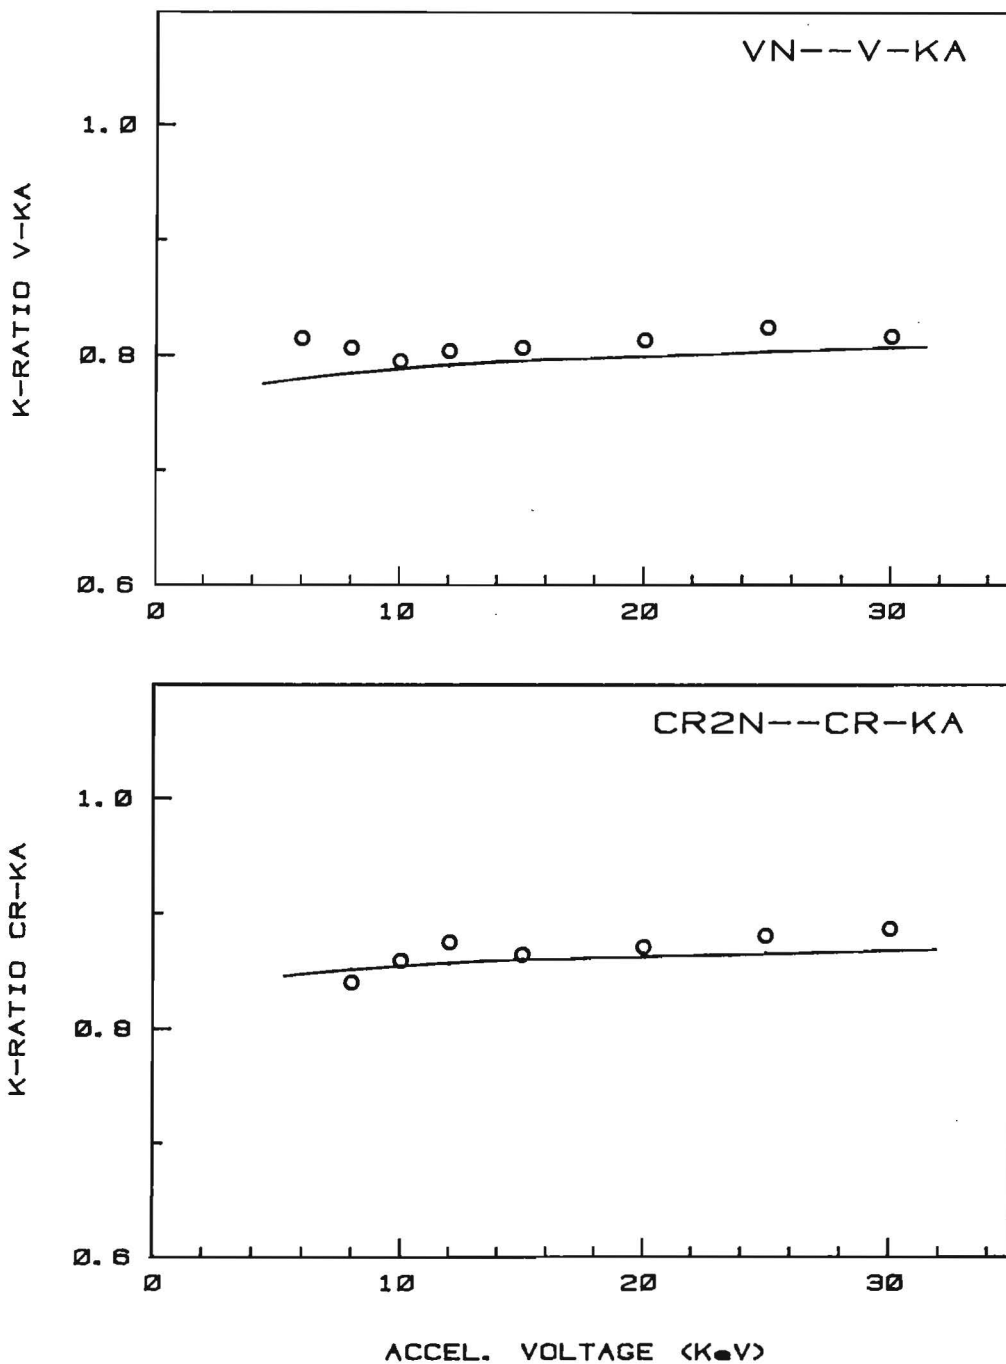 VN--V-KA
1.0
K-RATIO V-KA
0.8
0.6
0 10 20 30
CR2N--CR-KA
1.0
K-RATIO CR-KA
0.8
0.6
0 10 20 30
ACCEL. VOLTAGE (KeV)